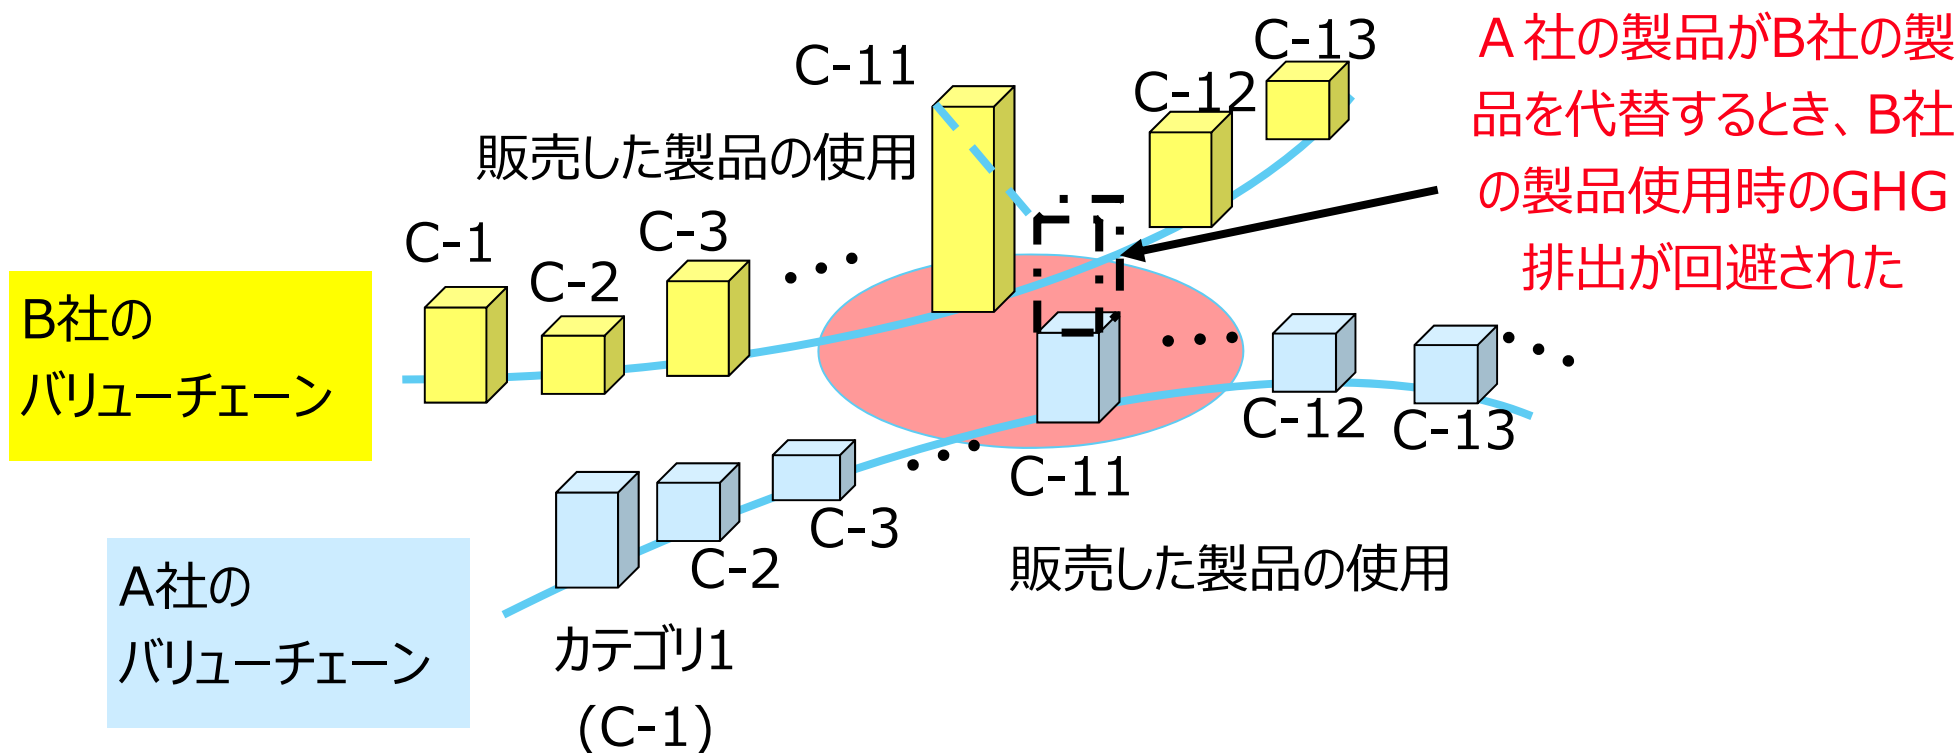 C-13
C-11
C-12
A 社の製品がB社の製
品を代替するとき、B社
の製品使用時のGHG
排出が回避された
販売した製品の使用
C-1
C-2
C-3
B社の
バリューチェーン
C-12
C-13
C-11
C-3
C-2
販売した製品の使用
A社の
バリューチェーン
カテゴリ1
(C-1)